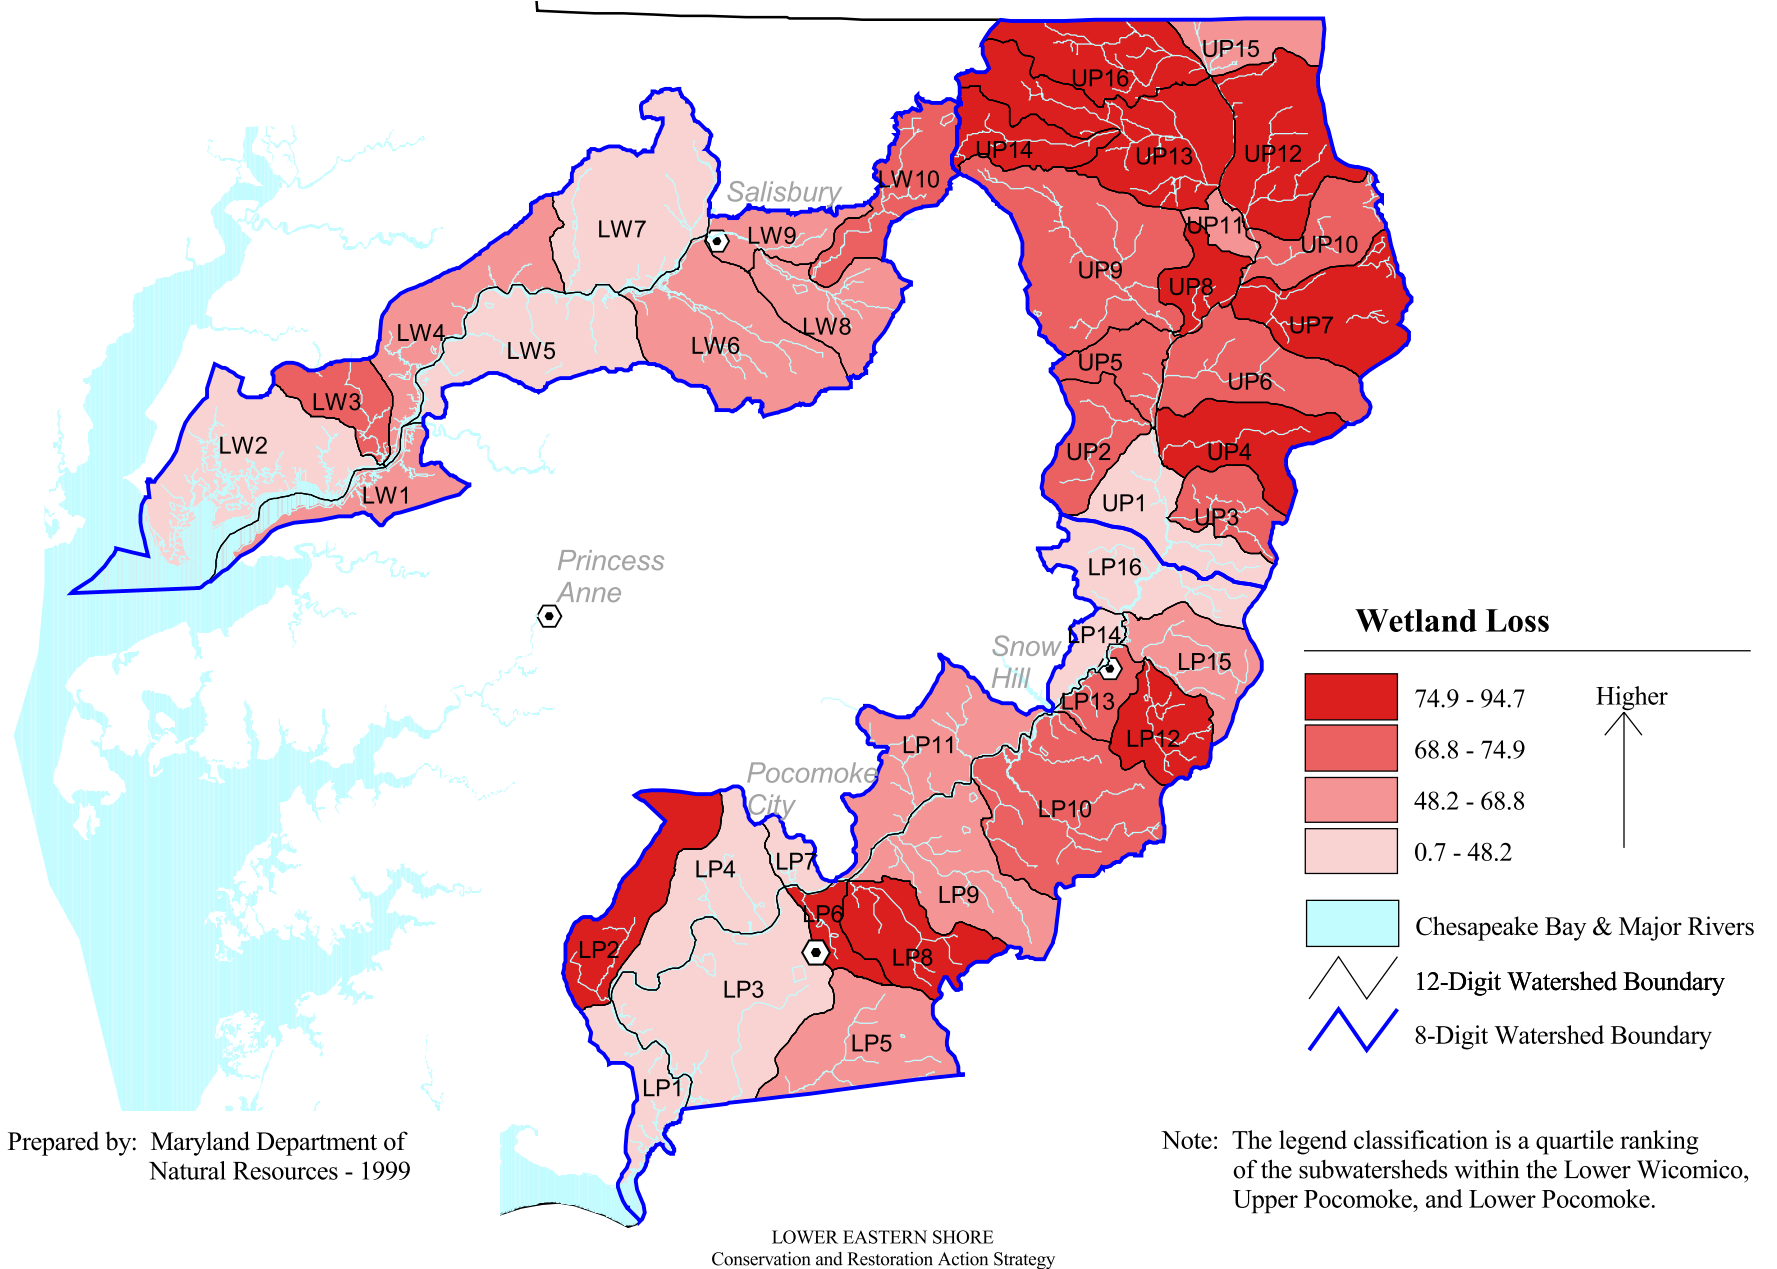 UP15
UP16
UP14
UP13
UP12
LW10
Salisbury
LW7
LW9
UP11
UP10
UP9
UP8
UP7
LW8
LW4
LW5
LW6
UP5
UP6
LW3
LW2
UP2
UP4
LW1
UP1
UP3
Princess
Anne
LP16
Wetland Loss
LP14
Snow
Hill
LP15
LP13
74.9 - 94.7
Higher
LP12
68.8 - 74.9
LP11
Pocomoke
City
48.2 - 68.8
LP10
0.7 - 48.2
LP7
LP4
LP9
LP6
Chesapeake Bay & Major Rivers
LP2
LP8
12-Digit Watershed Boundary
LP3
8-Digit Watershed Boundary
LP5
LP1
Prepared by: Maryland Department of
Natural Resources - 1999
Note: The legend classification is a quartile ranking
of the subwatersheds within the Lower Wicomico,
Upper Pocomoke, and Lower Pocomoke.
LOWER EASTERN SHORE
Conservation and Restoration Action Strategy